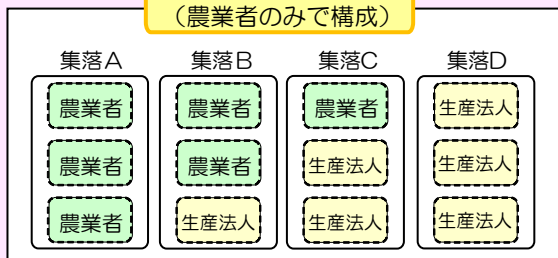 (農業者のみで構成)
集落A 集落B 集落C 集落D
農業者 農業者 農業者 生産法人
農業者 農業者 生産法人 生産法人
農業者 生産法人 生産法人 生産法人